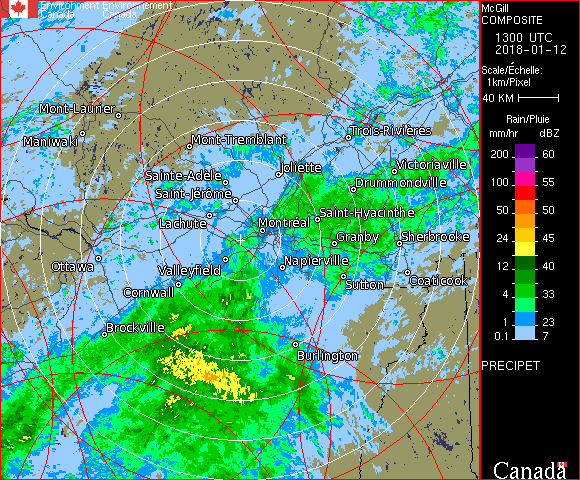 Environment Environnement
Canada Canada
McGill
COMPOSITE
1300 UTC
2018-01-12
Scale/Échelle:
1km/Pixel
40 KM
Rain/Pluie
mm/hr dBZ
200 60
100 55
50 50
24 45
12 40
4 33
1 23
0.1 7
PRECIPET
Canada
Mont-Laurier
Maniwaki
Mont-Tremblant
Trois-Rivières
Sainte-Adèle
Joliette
Victoriaville
Saint-Jérôme
Drummondville
Lachute
Montréal
Saint-Hyacinthe
Granby
Sherbrooke
Ottawa
Valleyfield
Napierville
Cornwall
Sutton
Coaticook
Brockville
Burlington